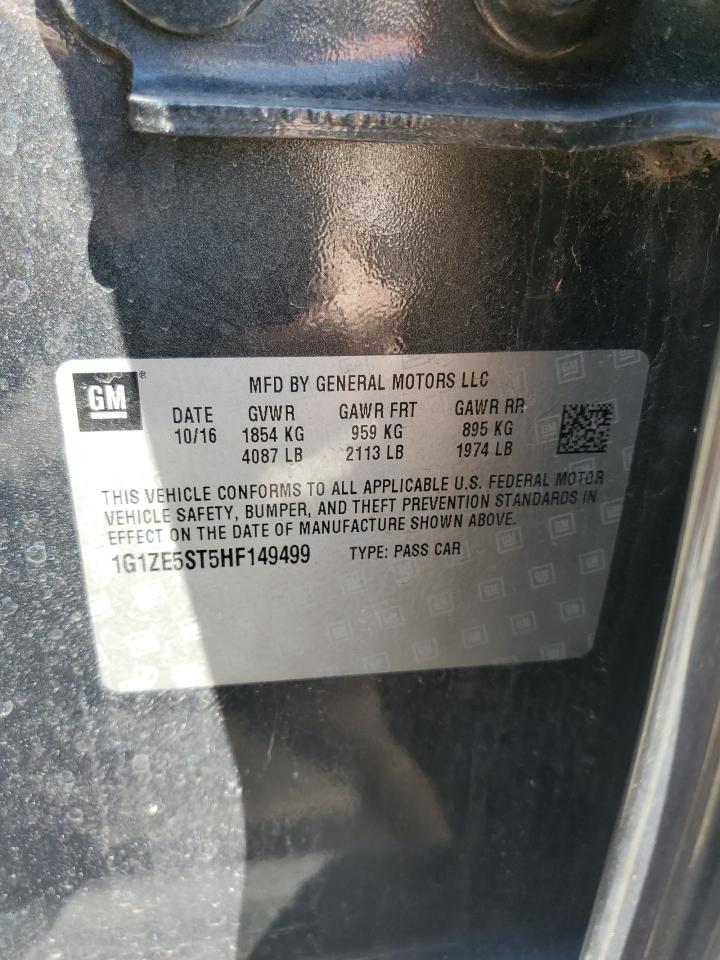 GM®
MFD BY GENERAL MOTORS LLC
DATE GVWR GAWR FRT GAWR RR
10/16 1854 KG 959 KG 895 KG
4087 LB 2113 LB 1974 LB
THIS VEHICLE CONFORMS TO ALL APPLICABLE U.S. FEDERAL MOTOR
VEHICLE SAFETY, BUMPER, AND THEFT PREVENTION STANDARDS IN
EFFECT ON THE DATE OF MANUFACTURE SHOWN ABOVE.
1G1ZE5ST5HF149499 TYPE: PASS CAR